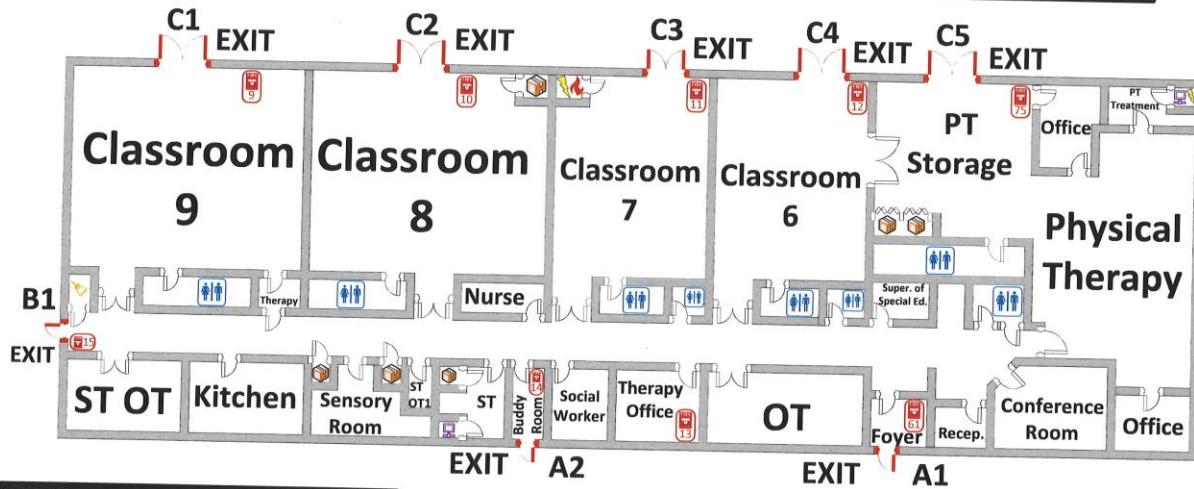 C1 EXIT
C2 EXIT
C3 EXIT
C4 EXIT
C5 EXIT
9
10
11
12
75
PT
Treatment
Office
PT
Storage
Classroom
9
Classroom
8
Classroom
7
Classroom
6
Physical
Therapy
Therapy
Nurse
Super. of
Special Ed.
B1
EXIT
15
ST OT
Kitchen
Sensory
Room
ST
OT1
ST
Buddy
Room
14
Social
Worker
Therapy
Office
13
OT
61
Foyer
Recep.
Conference
Room
Office
EXIT A2
EXIT A1